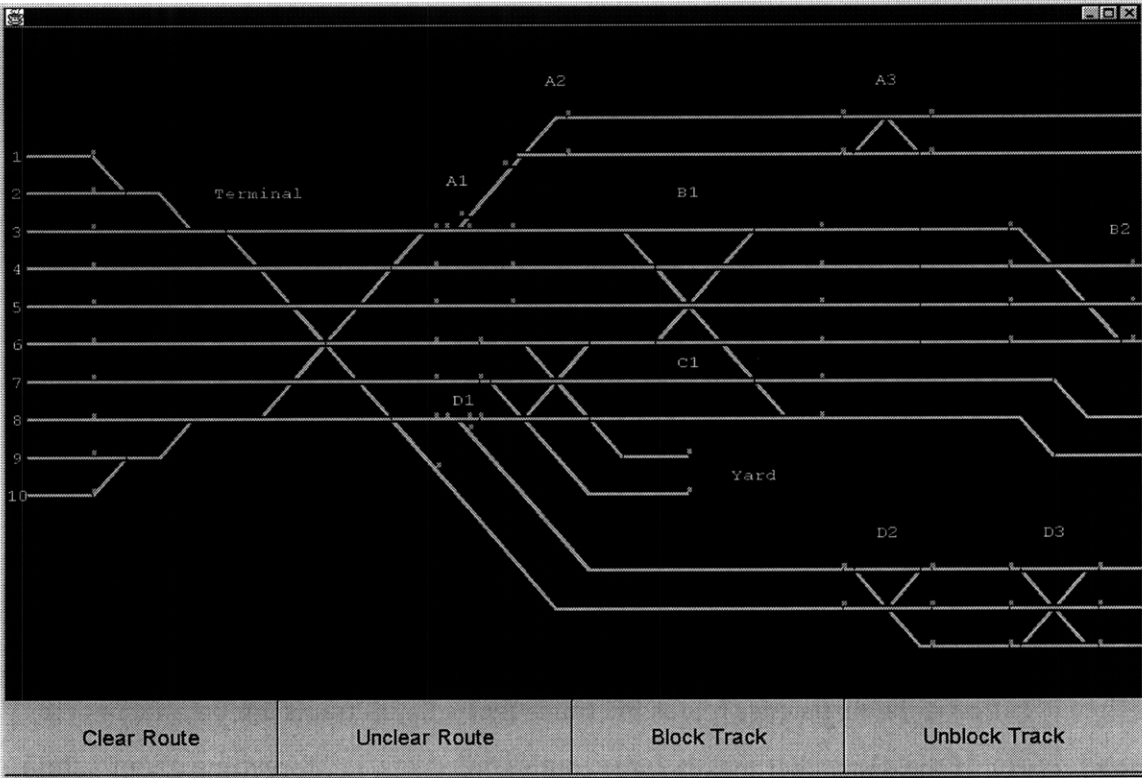 A2 A3
1
2 Terminal A1 B1
3 B2
4
5
6
7 C1
8 D1
9 Yard
10
D2 D3
Clear Route Unclear Route Block Track Unblock Track